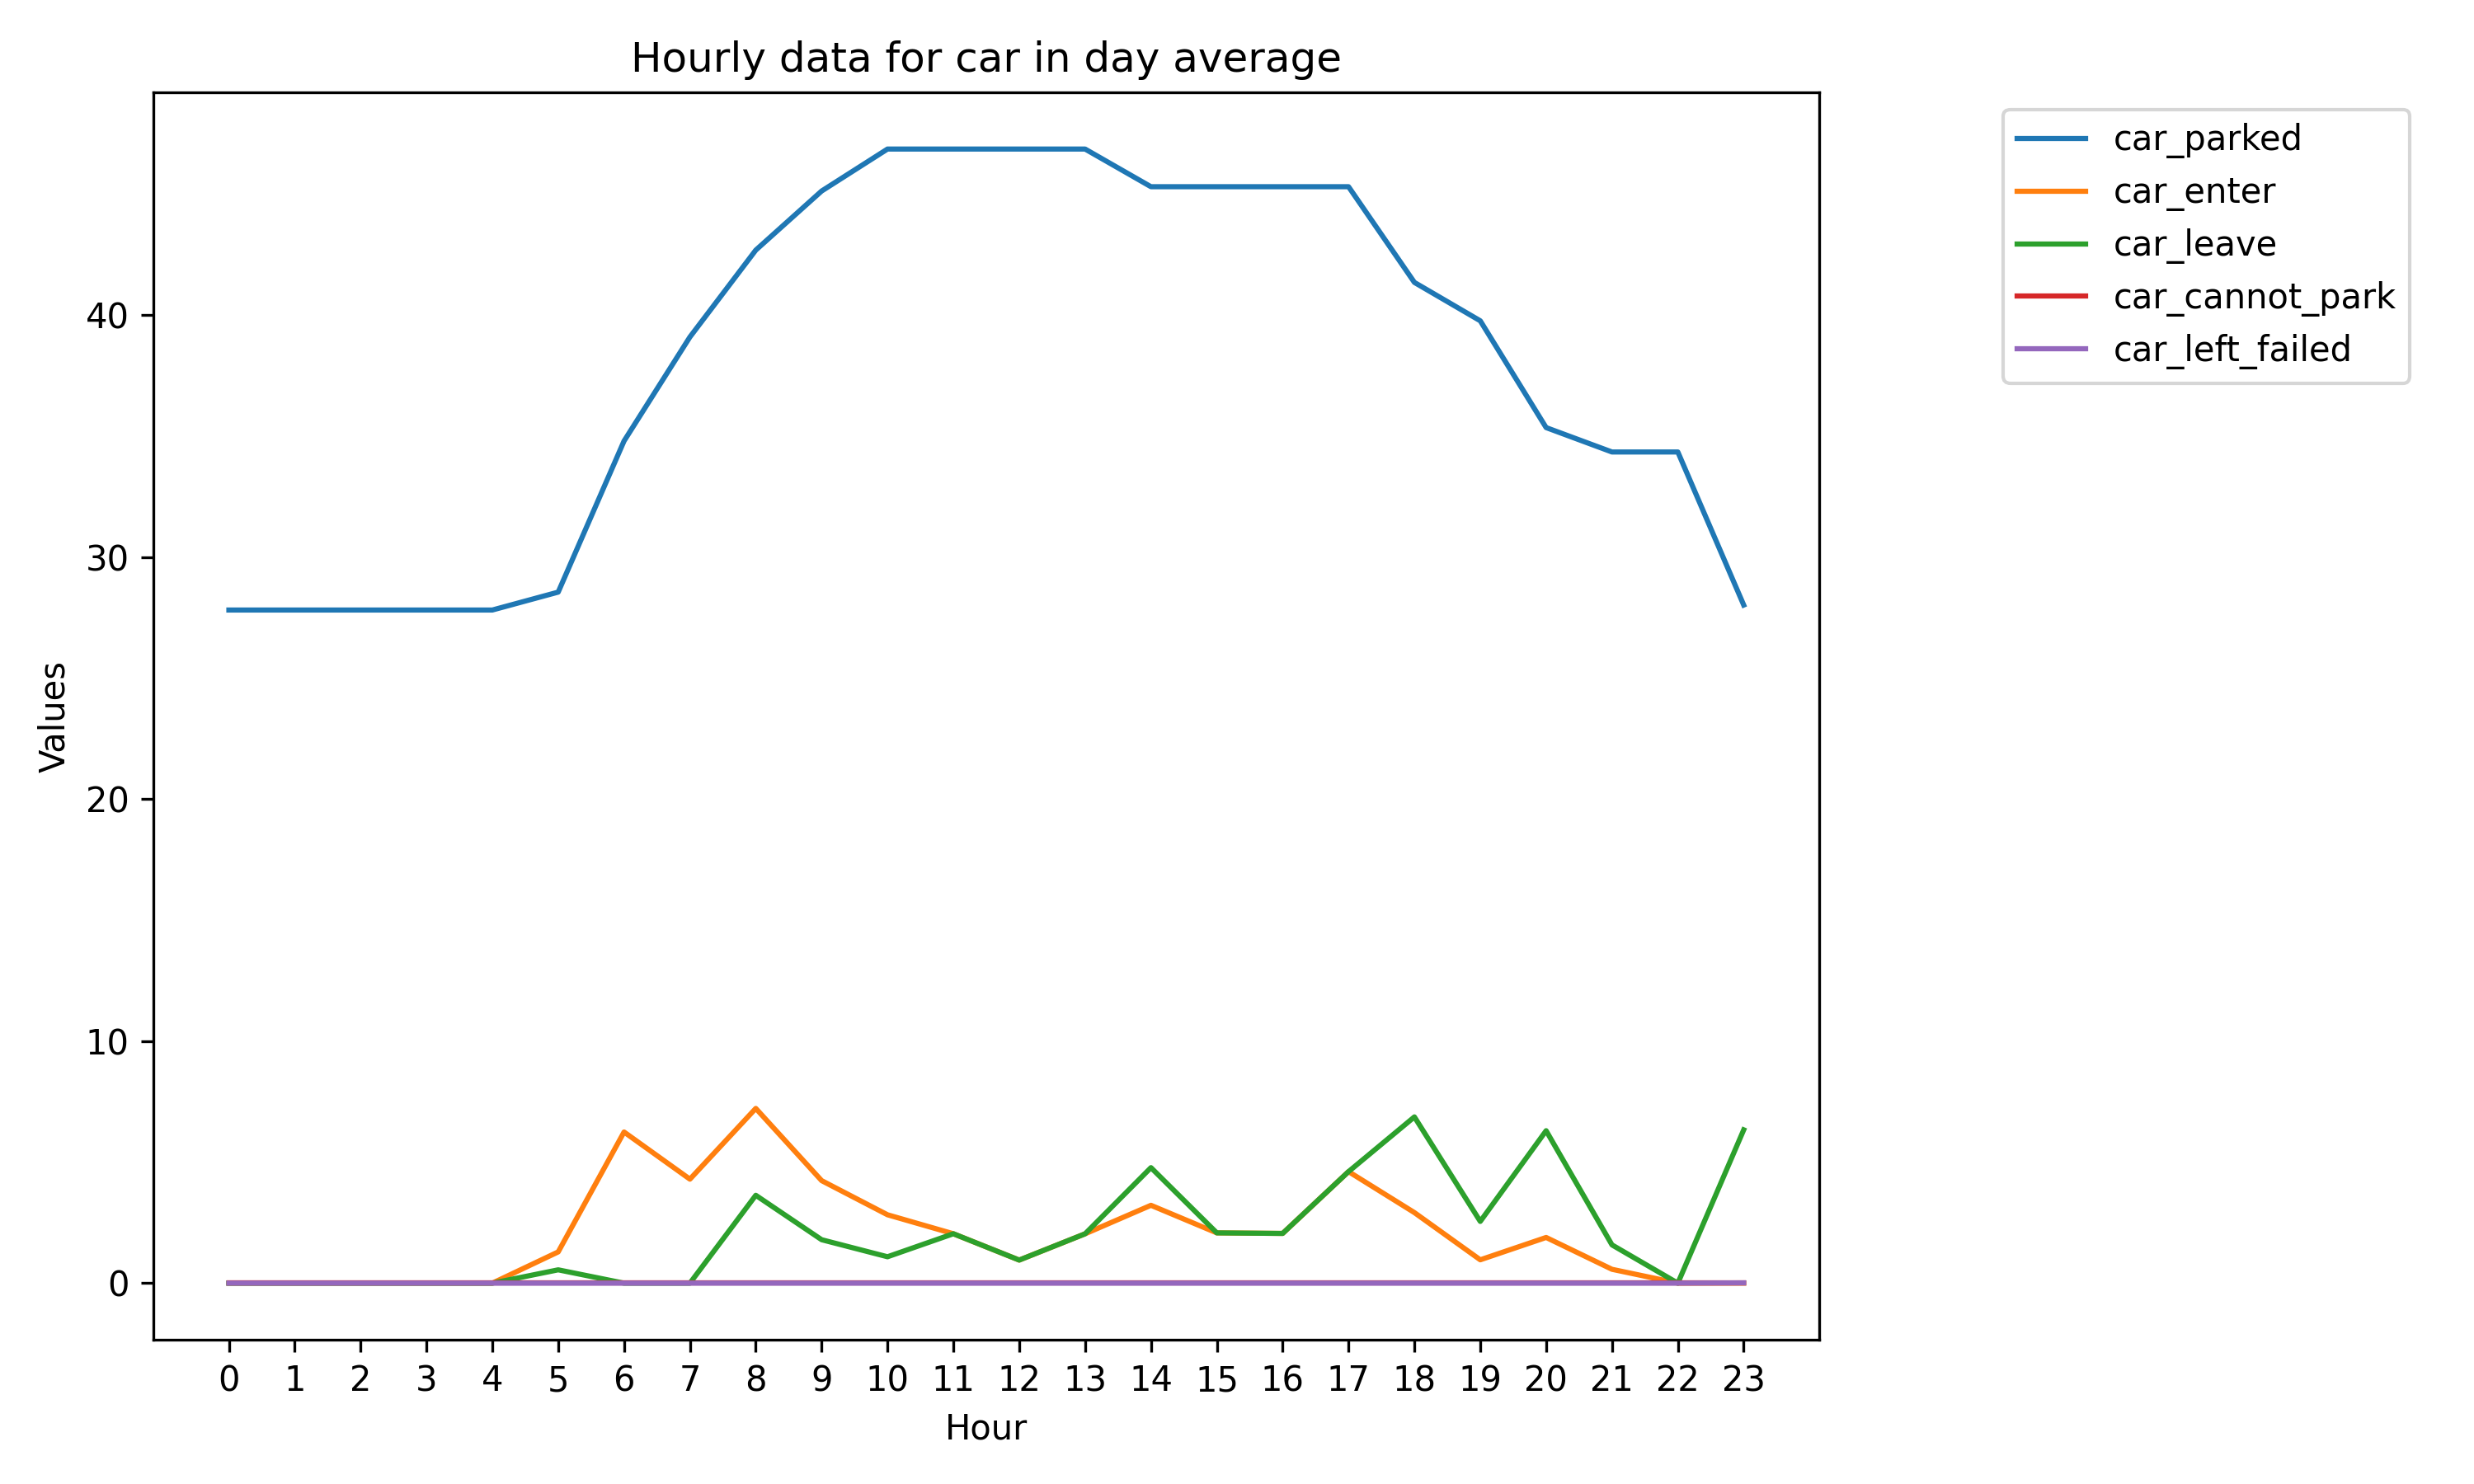 Hourly data for car in day average
car_parked
car_enter
car_leave
car_cannot_park
car_left_failed
40
30
20
10
0
Values
0 1 2 3 4 5 6 7 8 9 10 11 12 13 14 15 16 17 18 19 20 21 22 23
Hour